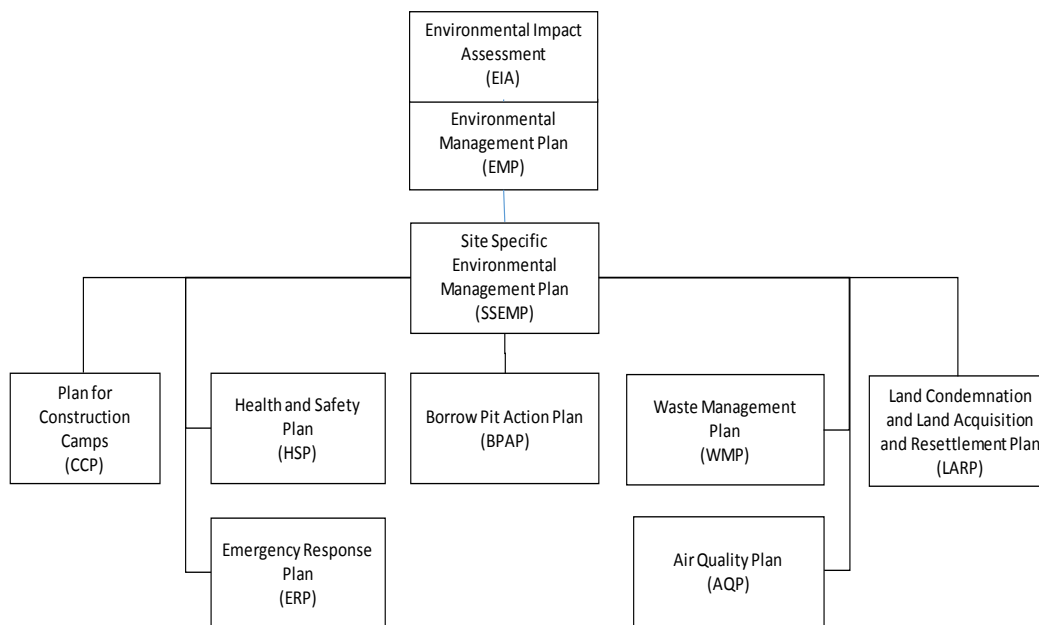 Environmental Impact
Assessment
(EIA)
Environmental
Management Plan
(EMP)
Site Specific
Environmental
Management Plan
(SSEMP)
Plan for
Construction
Camps
(CCP)
Health and Safety
Plan
(HSP)
Borrow Pit Action Plan
(BPAP)
Waste Management
Plan
(WMP)
Land Condemnation
and Land Acquisition
and Resettlement Plan
(LARP)
Emergency Response
Plan
(ERP)
Air Quality Plan
(AQP)